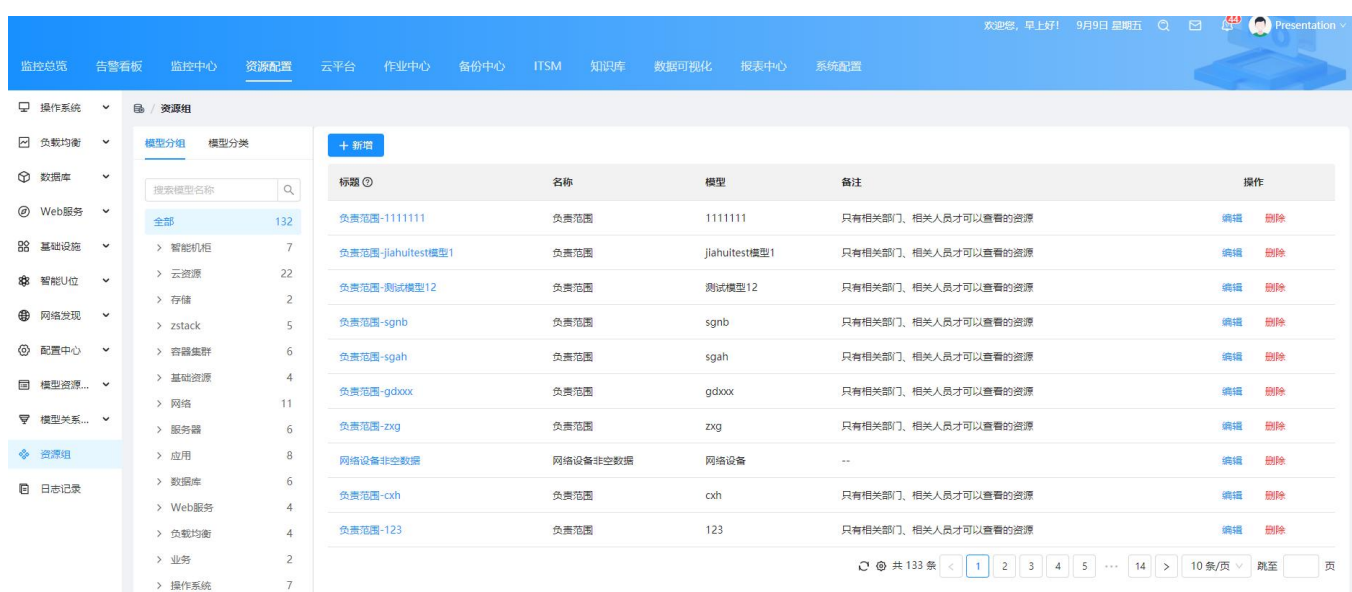 欢迎您，早上好! 9月9日 星期五 44 Presentation
监控总览 告警看板 监控中心 资源配置 云平台 作业中心 备份中心 ITSM 知识库 数据可视化 报表中心 系统配置
操作系统
负载均衡
数据库
Web服务
基础设施
智能U位
网络发现
配置中心
模型资源...
模型关系...
资源组
日志记录
/ 资源组
模型分组 模型分类
搜索模型名称
全部 132
智能机柜 7
云资源 22
存储 2
zstack 5
容器集群 6
基础资源 4
网络 11
服务器 6
应用 8
数据库 6
Web服务 4
负载均衡 4
业务 2
操作系统 7
+ 新增
标题 名称 模型 备注 操作
负责范围-1111111 负责范围 1111111 只有相关部门、相关人员才可以查看的资源 编辑 删除
负责范围-jiahuitest模型1 负责范围 jiahuitest模型1 只有相关部门、相关人员才可以查看的资源 编辑 删除
负责范围-测试模型12 负责范围 测试模型12 只有相关部门、相关人员才可以查看的资源 编辑 删除
负责范围-sgnb 负责范围 sgnb 只有相关部门、相关人员才可以查看的资源 编辑 删除
负责范围-sgah 负责范围 sgah 只有相关部门、相关人员才可以查看的资源 编辑 删除
负责范围-gdxxx 负责范围 gdxxx 只有相关部门、相关人员才可以查看的资源 编辑 删除
负责范围-zxg 负责范围 zxg 只有相关部门、相关人员才可以查看的资源 编辑 删除
网络设备非空数据 网络设备非空数据 网络设备 -- 编辑 删除
负责范围-cxh 负责范围 cxh 只有相关部门、相关人员才可以查看的资源 编辑 删除
负责范围-123 负责范围 123 只有相关部门、相关人员才可以查看的资源 编辑 删除
共 133 条 < 1 2 3 4 5 ··· 14 > 10 条/页 跳至 页